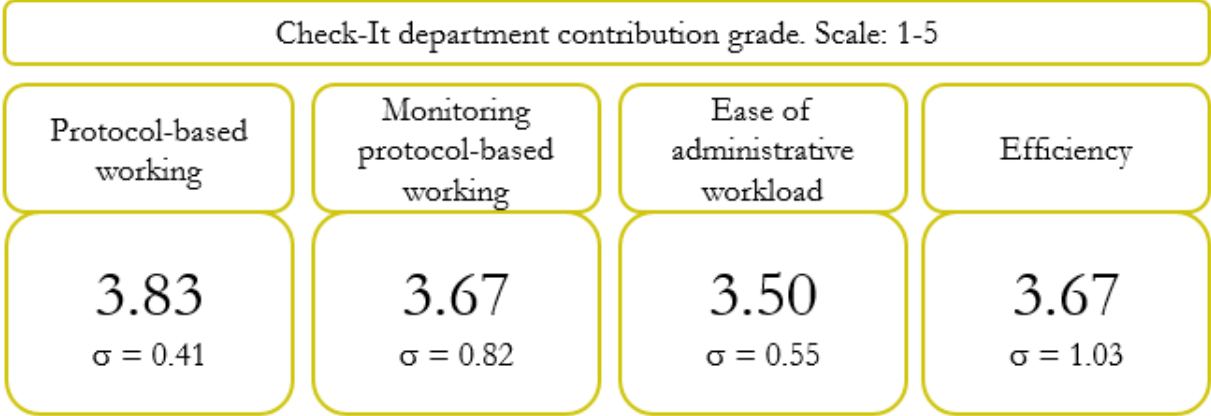 Check-It department contribution grade. Scale: 1-5
Protocol-based
working
Monitoring
protocol-based
working
Ease of
administrative
workload
Efficiency
3.83
σ = 0.41
3.67
σ = 0.82
3.50
σ = 0.55
3.67
σ = 1.03